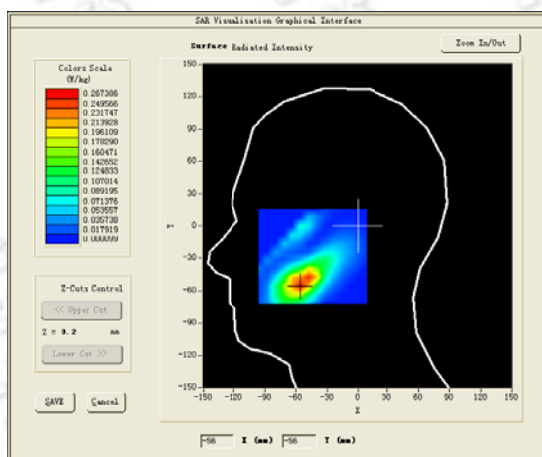 SAR Visualisation Graphical Interface
Surface Radiated Intensity
Zoom In/Out
Colors Scale
(W/kg)
0.267386
0.249566
0.231747
0.213928
0.196109
0.178290
0.160471
0.142652
0.124833
0.107014
0.089195
0.071376
0.053557
0.035738
0.017919
0.000099
150
120
90
60
30
0
-30
-60
-90
-120
-150
Y
-150 -120 -90 -60 -30 0 30 60 90 120 150
X
Z-Cuts Control
<< Upper Cut
Z = 0.2 mm
Lower Cut >>
SAVE
Cancel
-56 X (mm) -56 Y (mm)